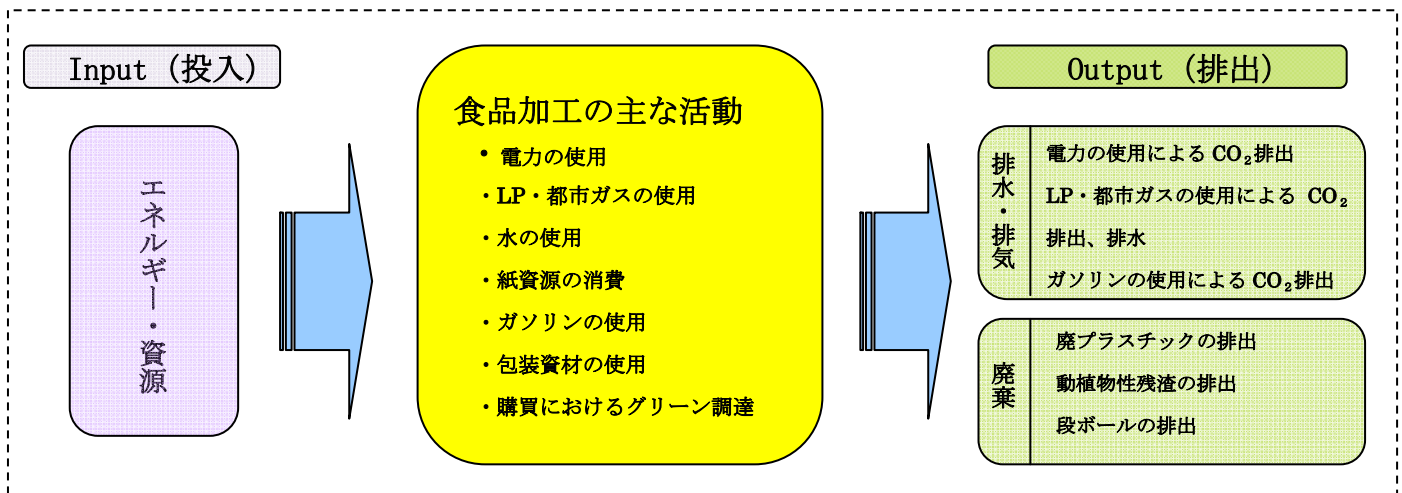 Input (投入)
エネルギー・資源
食品加工の主な活動
・電力の使用
・LP・都市ガスの使用
・水の使用
・紙資源の消費
・ガソリンの使用
・包装資材の使用
・購買におけるグリーン調達
Output (排出)
排水・排気
電力の使用による CO₂排出
LP・都市ガスの使用による CO₂
排出、排水
ガソリンの使用による CO₂排出
廃棄
廃プラスチックの排出
動植物性残渣の排出
段ボールの排出